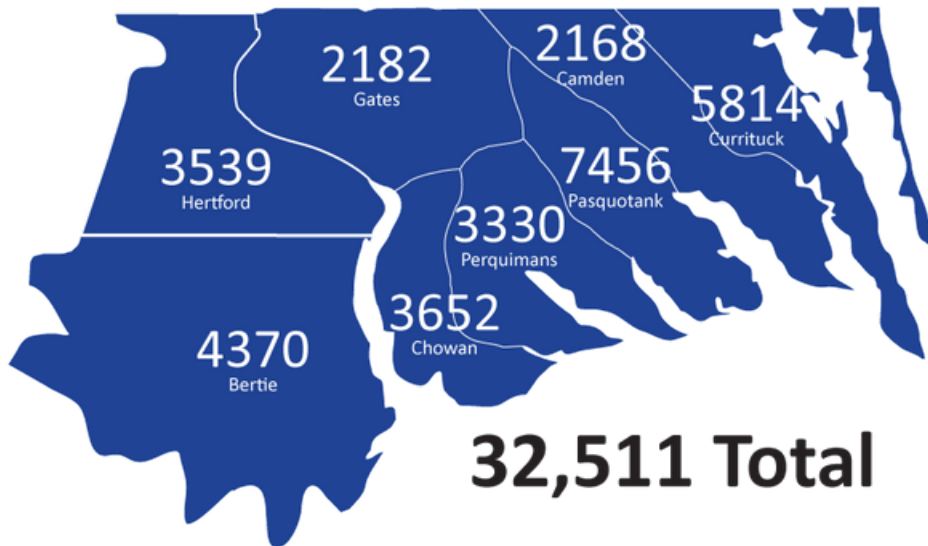 2168
Camden
2182
Gates
5814
Currituck
3539
Hertford
7456
Pasquotank
3330
Perquimans
3652
Chowan
4370
Bertie
32,511 Total